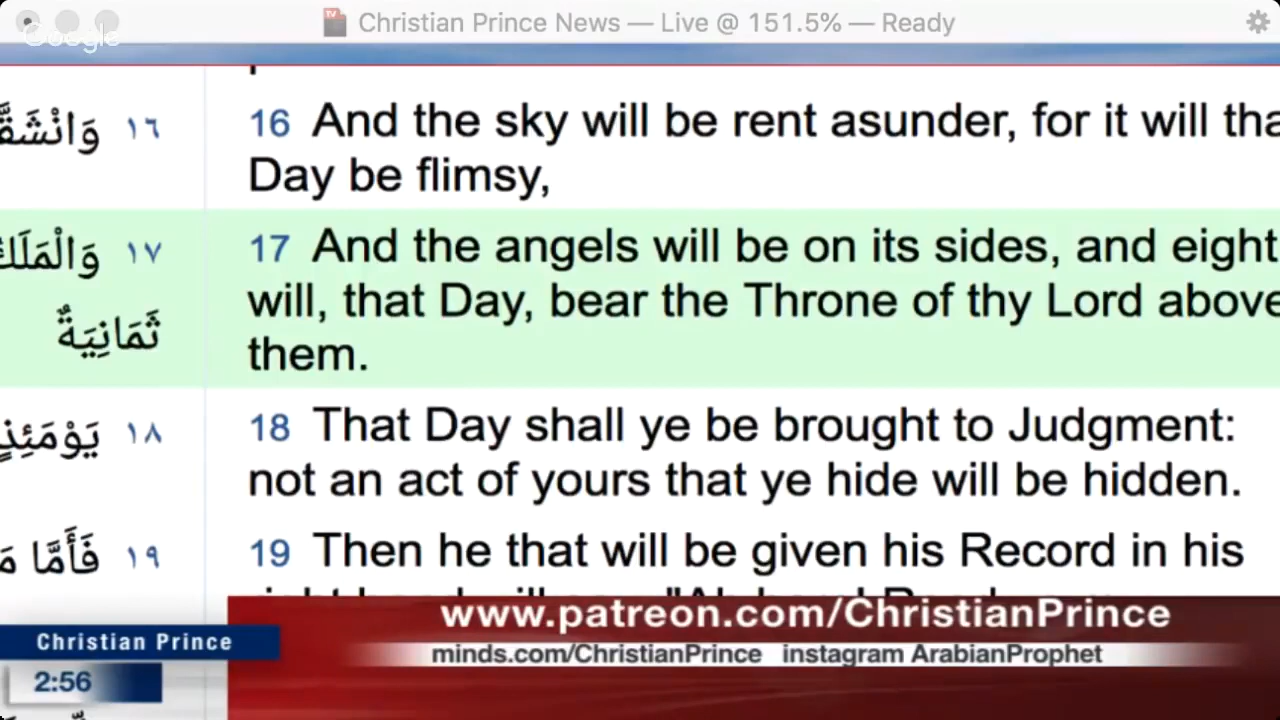 Christian Prince News — Live @ 151.5% — Ready
Google
16 And the sky will be rent asunder, for it will tha
Day be flimsy,
١٦ وَانْشَقَّ
17 And the angels will be on its sides, and eight
will, that Day, bear the Throne of thy Lord above
them.
١٧ وَالْمَلَكُ
ثَمَانِيَةٌ
18 That Day shall ye be brought to Judgment:
not an act of yours that ye hide will be hidden.
١٨ يَوْمَئِذٍ
19 Then he that will be given his Record in his
١٩ فَأَمَّا مَ
www.patreon.com/ChristianPrince
Christian Prince
minds.com/ChristianPrince instagram ArabianProphet
2:56